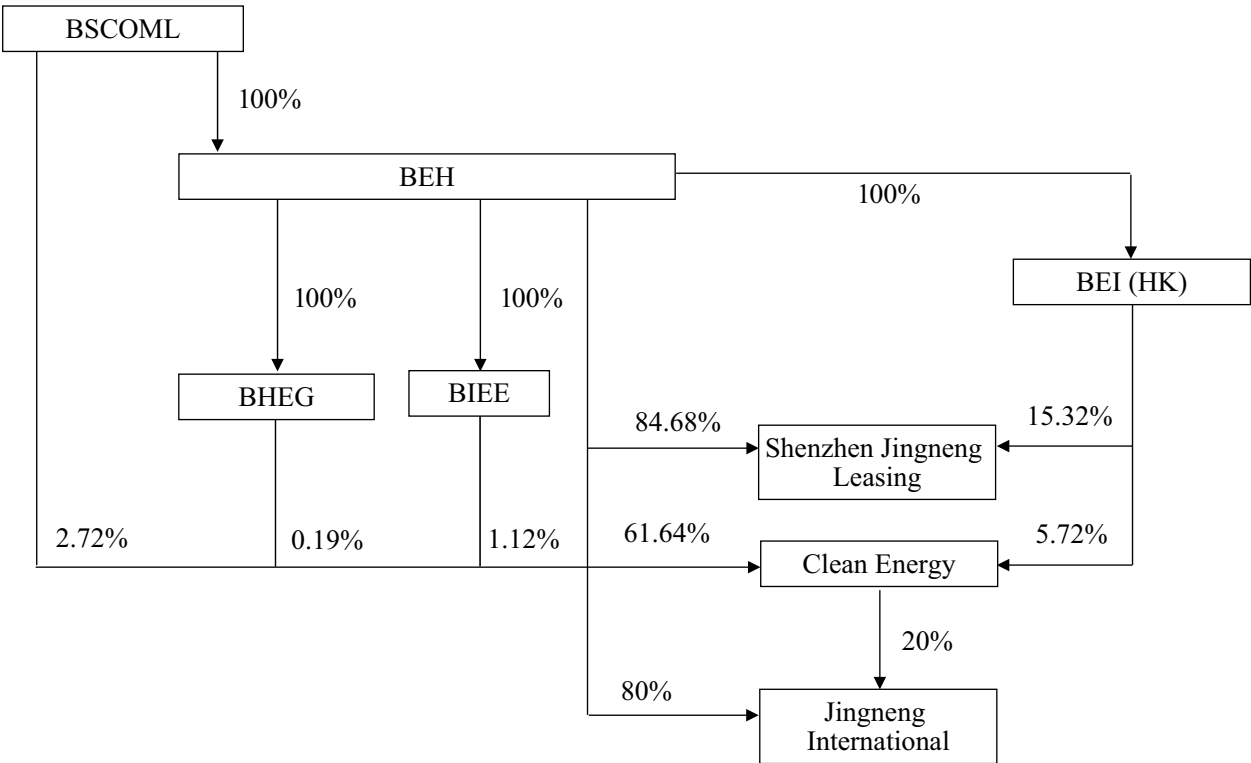 BSCOML
100%
BEH
100%
BEI (HK)
100%
100%
BHEG
BIEE
84.68%
15.32%
Shenzhen Jingneng
Leasing
2.72%
0.19%
1.12%
61.64%
5.72%
Clean Energy
20%
80%
Jingneng
International